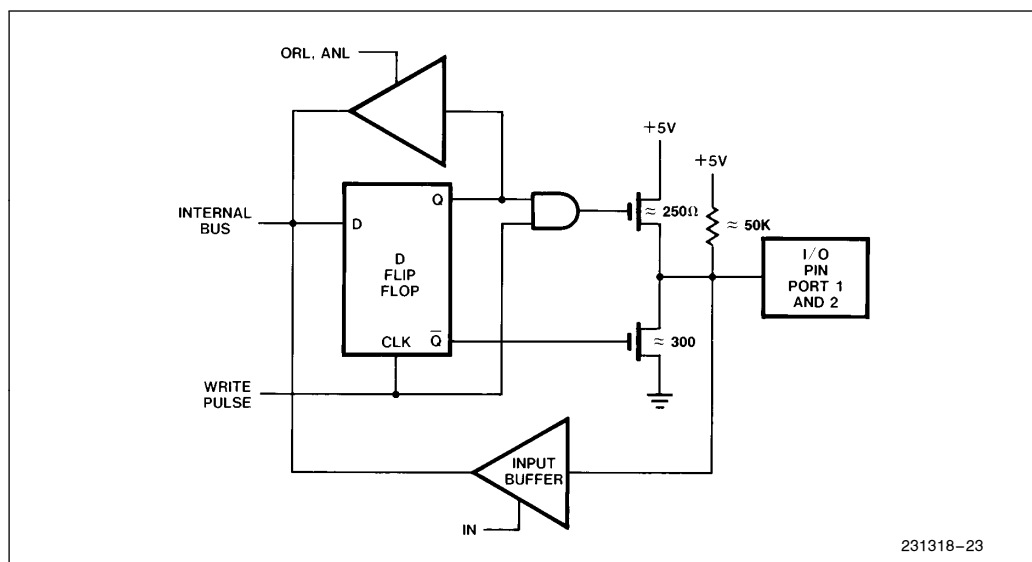 ORL, ANL
+5V
+5V
Q
≈ 250Ω
≈ 50K
INTERNAL
BUS
D
D
FLIP
FLOP
I/O
PIN
PORT 1
AND 2
CLK
Q̅
≈ 300
WRITE
PULSE
INPUT
BUFFER
IN
231318–23